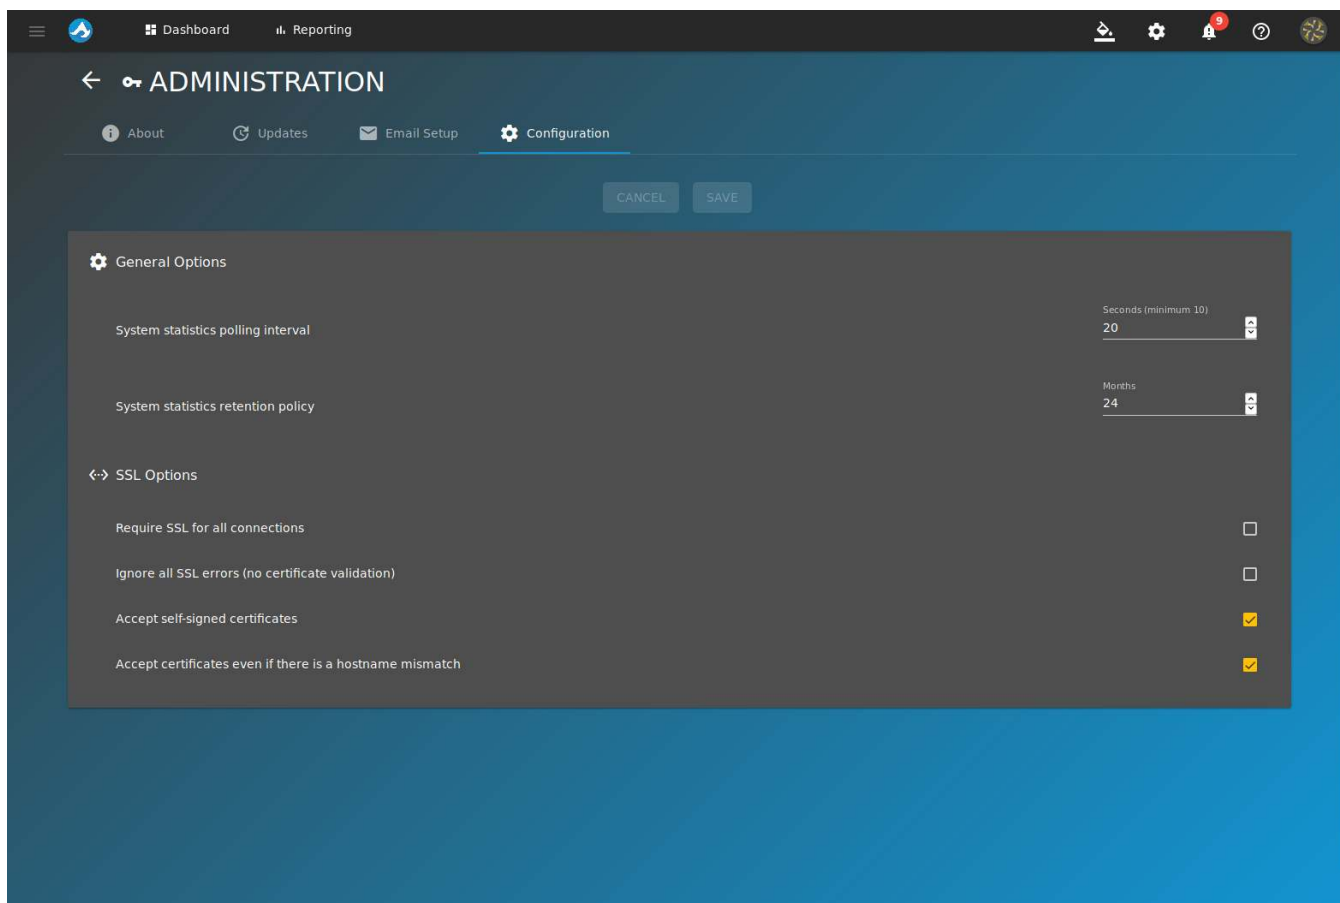 Dashboard
Reporting
9
ADMINISTRATION
About
Updates
Email Setup
Configuration
CANCEL
SAVE
General Options
System statistics polling interval
Seconds (minimum 10)
20
System statistics retention policy
Months
24
SSL Options
Require SSL for all connections
Ignore all SSL errors (no certificate validation)
Accept self-signed certificates
Accept certificates even if there is a hostname mismatch